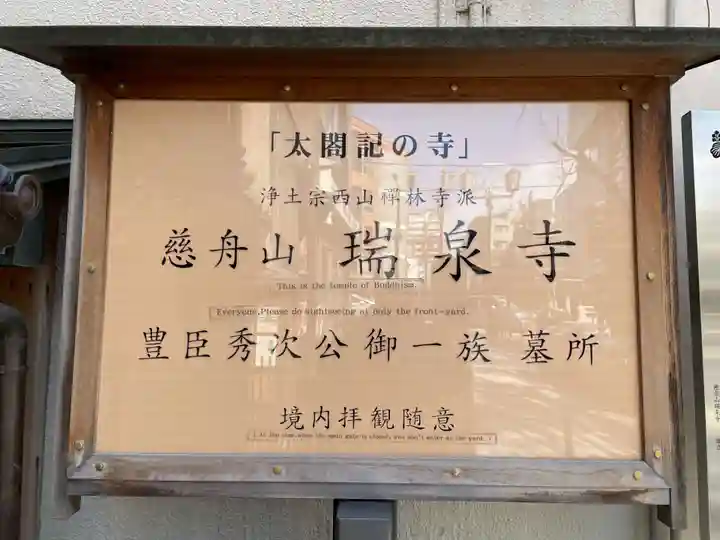 「太閤記の寺」
浄土宗西山禅林寺派
慈舟山 瑞泉寺
This is the temple of Buddhism.
Everyone,Please do sightseeing at only the front-yard.
豊臣秀次公御一族 墓所
境内拝観随意